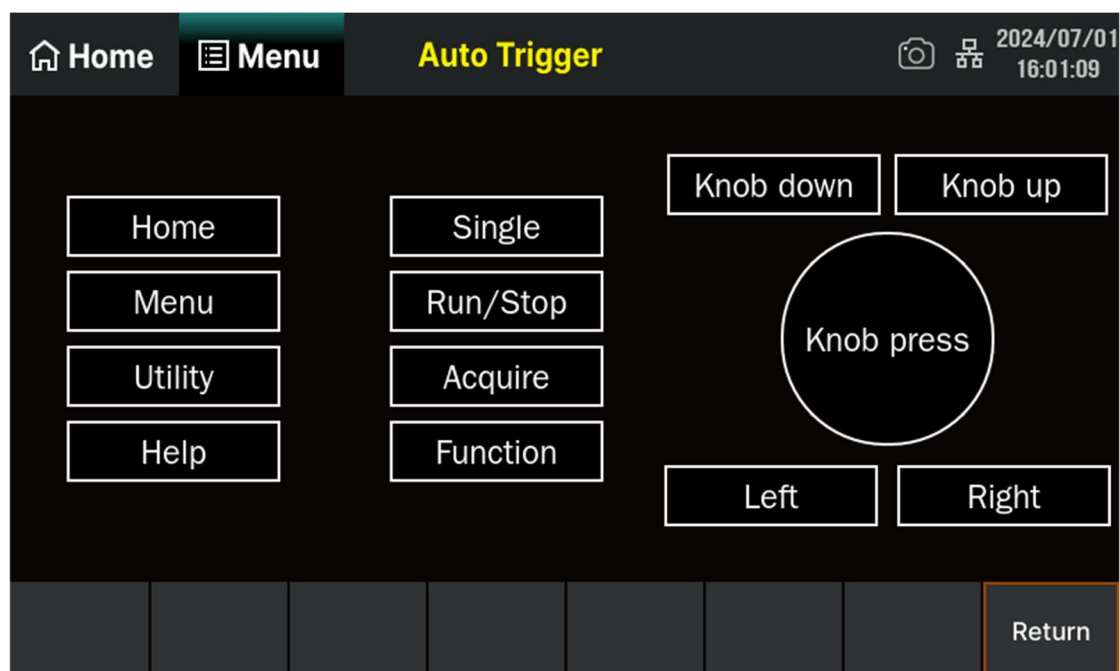 Home Menu Auto Trigger 2024/07/01
16:01:09
Knob down Knob up
Home Single
Menu Run/Stop
Knob press
Utility Acquire
Help Function
Left Right
Return